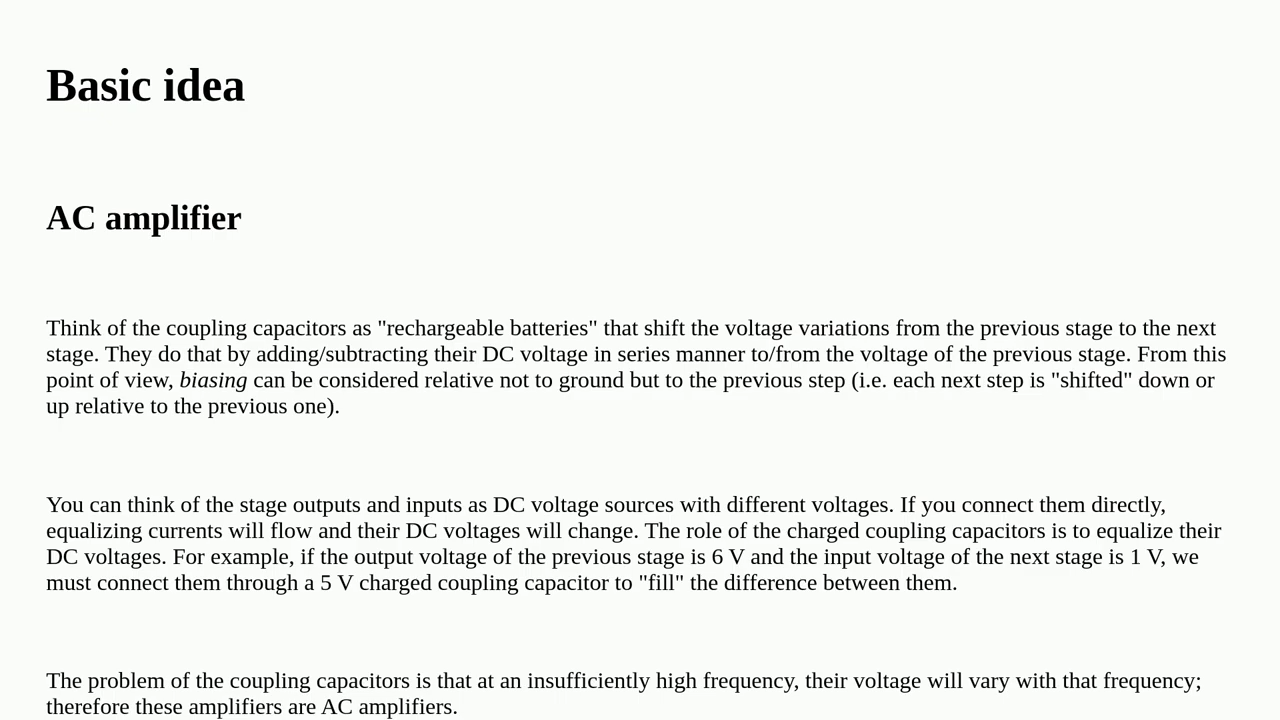 Basic idea
AC amplifier
Think of the coupling capacitors as "rechargeable batteries" that shift the voltage variations from the previous stage to the next
stage. They do that by adding/subtracting their DC voltage in series manner to/from the voltage of the previous stage. From this
point of view, biasing can be considered relative not to ground but to the previous step (i.e. each next step is "shifted" down or
up relative to the previous one).
You can think of the stage outputs and inputs as DC voltage sources with different voltages. If you connect them directly,
equalizing currents will flow and their DC voltages will change. The role of the charged coupling capacitors is to equalize their
DC voltages. For example, if the output voltage of the previous stage is 6 V and the input voltage of the next stage is 1 V, we
must connect them through a 5 V charged coupling capacitor to "fill" the difference between them.
The problem of the coupling capacitors is that at an insufficiently high frequency, their voltage will vary with that frequency;
therefore these amplifiers are AC amplifiers.